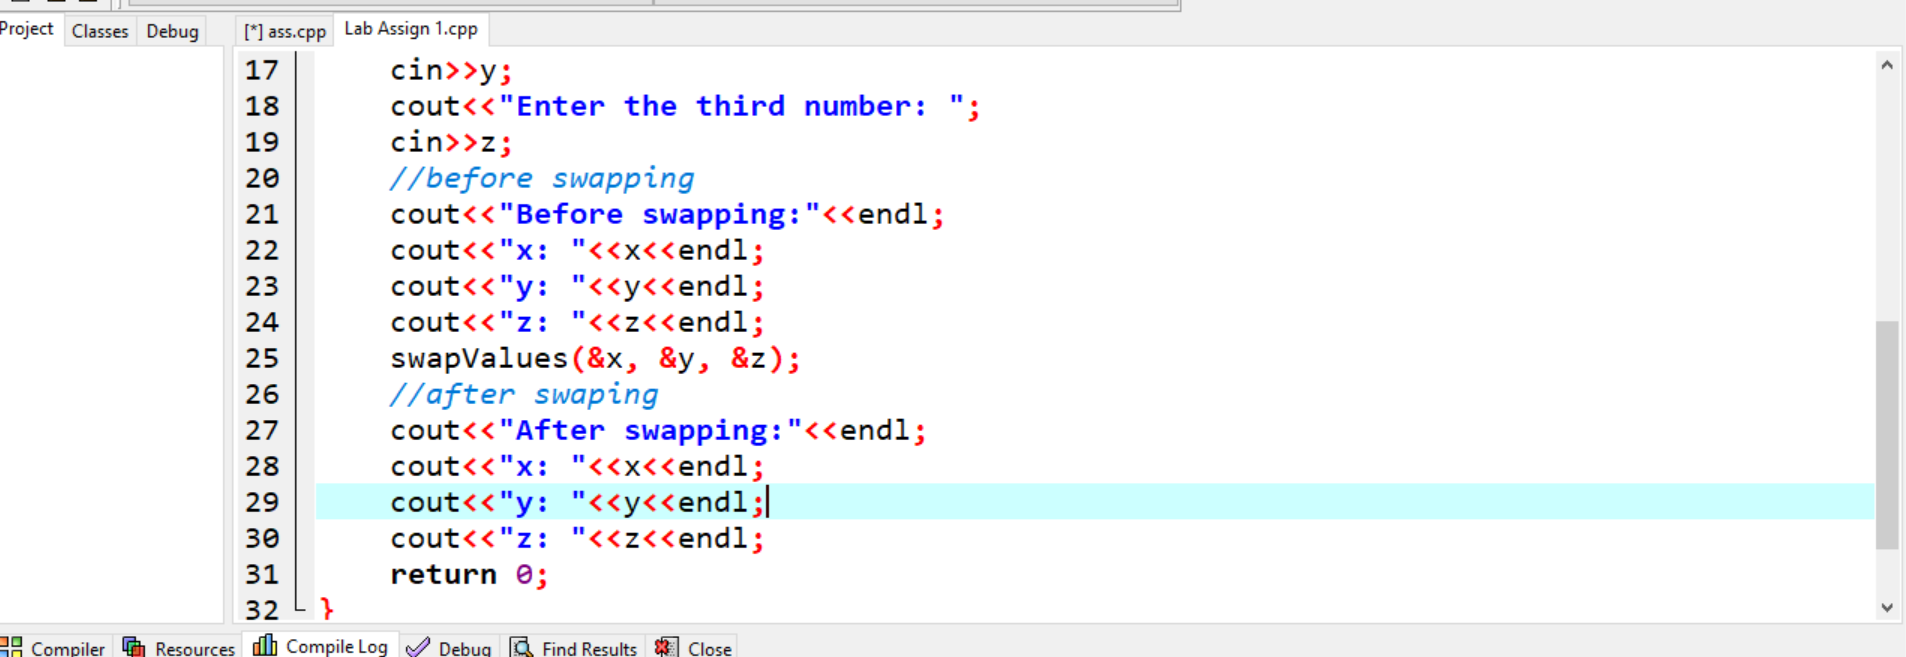 Project Classes Debug [*] ass.cpp Lab Assign 1.cpp
17 cin>>y;
18 cout<<"Enter the third number: ";
19 cin>>z;
20 //before swapping
21 cout<<"Before swapping:"<<endl;
22 cout<<"x: "<<x<<endl;
23 cout<<"y: "<<y<<endl;
24 cout<<"z: "<<z<<endl;
25 swapValues(&x, &y, &z);
26 //after swaping
27 cout<<"After swapping:"<<endl;
28 cout<<"x: "<<x<<endl;
29 cout<<"y: "<<y<<endl;
30 cout<<"z: "<<z<<endl;
31 return 0;
32 }
Compiler Resources Compile Log Debug Find Results Close